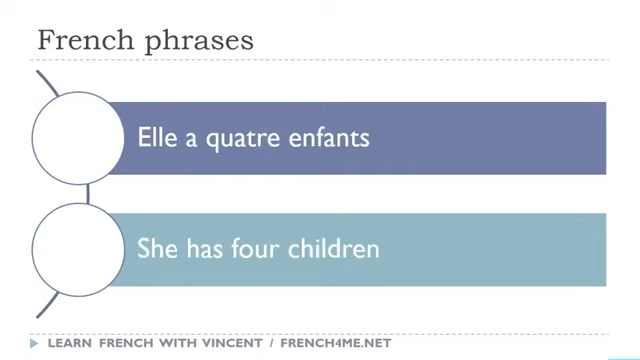 French phrases
Elle a quatre enfants
She has four children
LEARN FRENCH WITH VINCENT / FRENCH4ME.NET